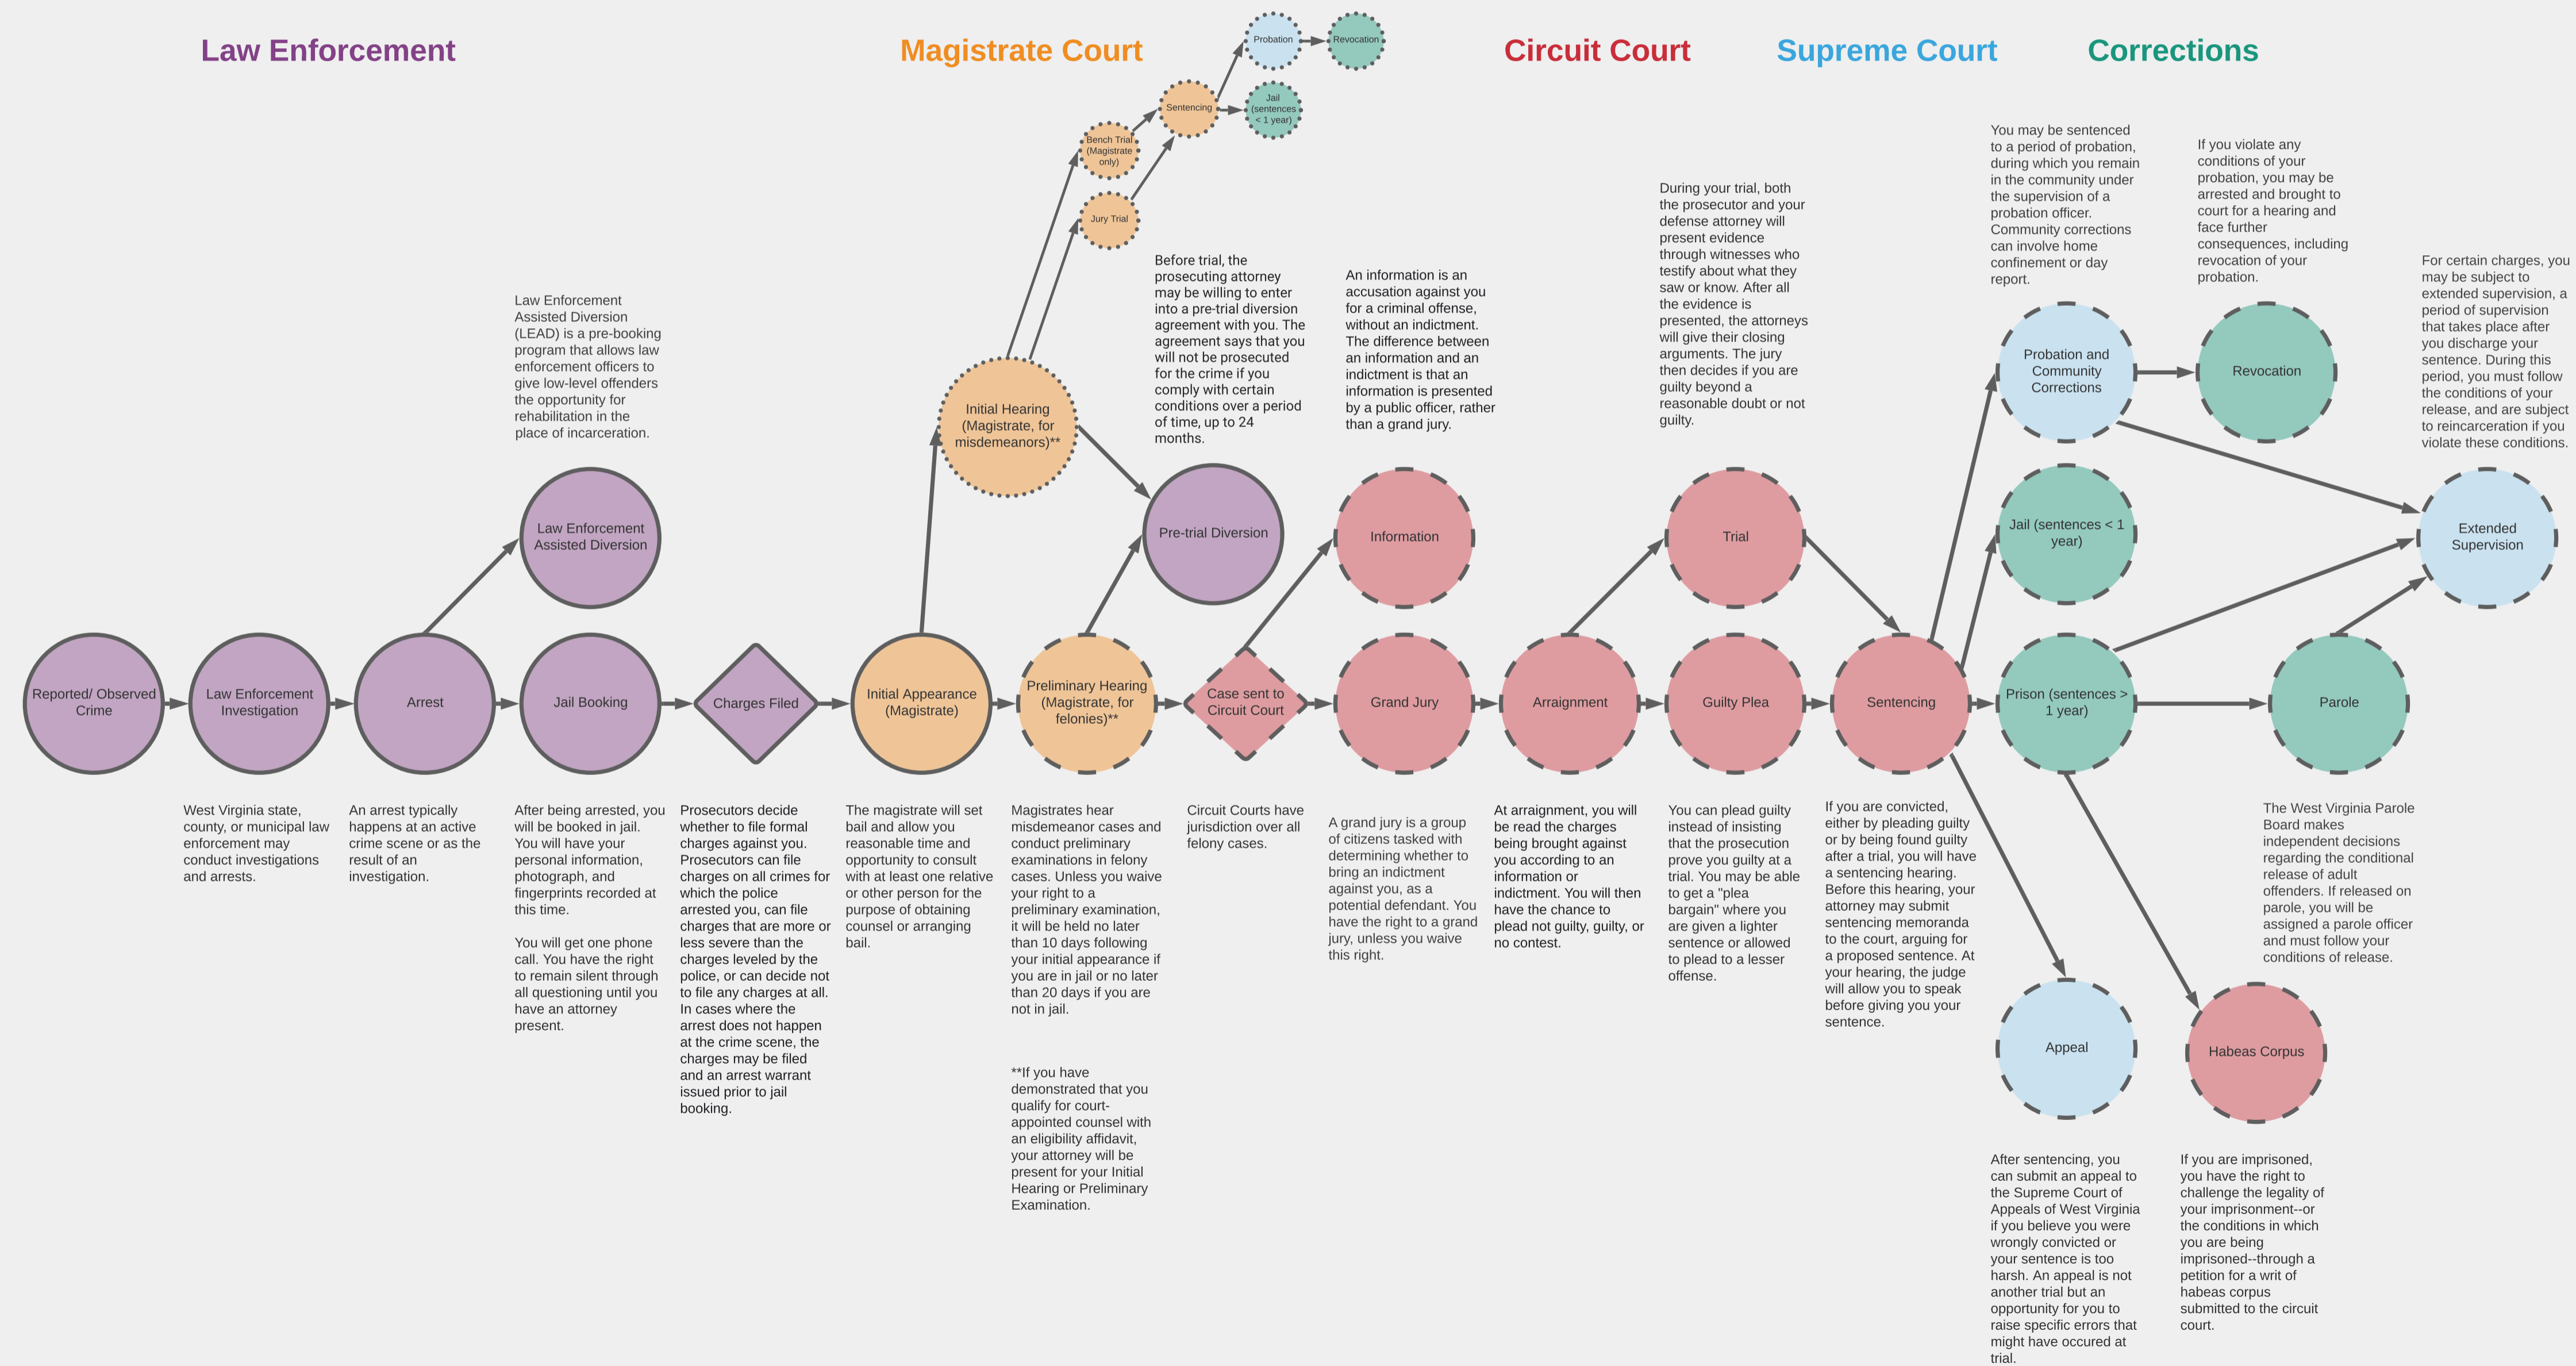 Law Enforcement
Magistrate Court
Circuit Court
Supreme Court
Corrections
Probation
Revocation
Sentencing
Jail
(sentences
< 1 year)
Bench Trial
(Magistrate
only)
Jury Trial
Law Enforcement
Assisted Diversion
(LEAD) is a pre-booking
program that allows law
enforcement officers to
give low-level offenders
the opportunity for
rehabilitation in the
place of incarceration.
Before trial, the
prosecuting attorney
may be willing to enter
into a pre-trial diversion
agreement with you. The
agreement says that you
will not be prosecuted
for the crime if you
comply with certain
conditions over a period
of time, up to 24
months.
An information is an
accusation against you
for a criminal offense,
without an indictment.
The difference between
an information and an
indictment is that an
information is presented
by a public officer, rather
than a grand jury.
During your trial, both
the prosecutor and your
defense attorney will
present evidence
through witnesses who
testify about what they
saw or know. After all
the evidence is
presented, the attorneys
will give their closing
arguments. The jury
then decides if you are
guilty beyond a
reasonable doubt or not
guilty.
You may be sentenced
to a period of probation,
during which you remain
in the community under
the supervision of a
probation officer.
Community corrections
can involve home
confinement or day
report.
If you violate any
conditions of your
probation, you may be
arrested and brought to
court for a hearing and
face further
consequences, including
revocation of your
probation.
For certain charges, you
may be subject to
extended supervision, a
period of supervision
that takes place after
you discharge your
sentence. During this
period, you must follow
the conditions of your
release, and are subject
to reincarceration if you
violate these conditions.
Initial Hearing
(Magistrate, for
misdemeanors)**
Probation and
Community
Corrections
Revocation
Law Enforcement
Assisted Diversion
Pre-trial Diversion
Information
Trial
Jail (sentences < 1
year)
Extended
Supervision
Reported/ Observed
Crime
Law Enforcement
Investigation
Arrest
Jail Booking
Charges Filed
Initial Appearance
(Magistrate)
Preliminary Hearing
(Magistrate, for
felonies)**
Case sent to
Circuit Court
Grand Jury
Arraignment
Guilty Plea
Sentencing
Prison (sentences >
1 year)
Parole
West Virginia state,
county, or municipal law
enforcement may
conduct investigations
and arrests.
An arrest typically
happens at an active
crime scene or as the
result of an
investigation.
After being arrested, you
will be booked in jail.
You will have your
personal information,
photograph, and
fingerprints recorded at
this time.
You will get one phone
call. You have the right
to remain silent through
all questioning until you
have an attorney
present.
Prosecutors decide
whether to file formal
charges against you.
Prosecutors can file
charges on all crimes for
which the police
arrested you, can file
charges that are more or
less severe than the
charges leveled by the
police, or can decide not
to file any charges at all.
In cases where the
arrest does not happen
at the crime scene, the
charges may be filed
and an arrest warrant
issued prior to jail
booking.
The magistrate will set
bail and allow you
reasonable time and
opportunity to consult
with at least one relative
or other person for the
purpose of obtaining
counsel or arranging
bail.
Magistrates hear
misdemeanor cases and
conduct preliminary
examinations in felony
cases. Unless you waive
your right to a
preliminary examination,
it will be held no later
than 10 days following
your initial appearance if
you are in jail or no later
than 20 days if you are
not in jail.
**If you have
demonstrated that you
qualify for court-
appointed counsel with
an eligibility affidavit,
your attorney will be
present for your Initial
Hearing or Preliminary
Examination.
Circuit Courts have
jurisdiction over all
felony cases.
A grand jury is a group
of citizens tasked with
determining whether to
bring an indictment
against you, as a
potential defendant. You
have the right to a grand
jury, unless you waive
this right.
At arraignment, you will
be read the charges
being brought against
you according to an
information or
indictment. You will then
have the chance to
plead not guilty, guilty, or
no contest.
You can plead guilty
instead of insisting
that the prosecution
prove you guilty at a
trial. You may be able
to get a "plea
bargain" where you
are given a lighter
sentence or allowed
to plead to a lesser
offense.
If you are convicted,
either by pleading guilty
or by being found guilty
after a trial, you will have
a sentencing hearing.
Before this hearing, your
attorney may submit
sentencing memoranda
to the court, arguing for
a proposed sentence. At
your hearing, the judge
will allow you to speak
before giving you your
sentence.
The West Virginia Parole
Board makes
independent decisions
regarding the conditional
release of adult
offenders. If released on
parole, you will be
assigned a parole officer
and must follow your
conditions of release.
Appeal
Habeas Corpus
After sentencing, you
can submit an appeal to
the Supreme Court of
Appeals of West Virginia
if you believe you were
wrongly convicted or
your sentence is too
harsh. An appeal is not
another trial but an
opportunity for you to
raise specific errors that
might have occured at
trial.
If you are imprisoned,
you have the right to
challenge the legality of
your imprisonment--or
the conditions in which
you are being
imprisoned--through a
petition for a writ of
habeas corpus
submitted to the circuit
court.